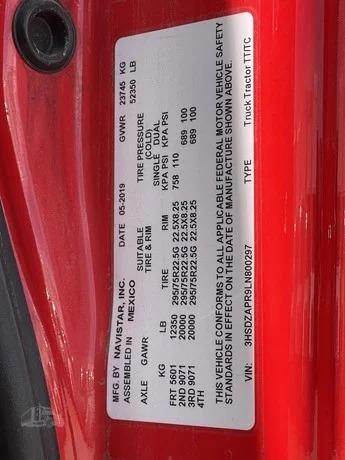 MFG. BY NAVISTAR, INC. DATE 05-2019 GVWR 23745 KG
ASSEMBLED IN MEXICO 52350 LB
SUITABLE TIRE PRESSURE
AXLE GAWR TIRE & RIM (COLD)
SINGLE DUAL
KG LB TIRE RIM KPA PSI KPA PSI
FRT 5601 12350 295/75R22.5G 22.5X8.25 758 110
2ND 9071 20000 295/75R22.5G 22.5X8.25 689 100
3RD 9071 20000 295/75R22.5G 22.5X8.25 689 100
4TH
THIS VEHICLE CONFORMS TO ALL APPLICABLE FEDERAL MOTOR VEHICLE SAFETY
STANDARDS IN EFFECT ON THE DATE OF MANUFACTURE SHOWN ABOVE.
VIN: 3HSDZAPR9LN800297 TYPE Truck Tractor TT/TC